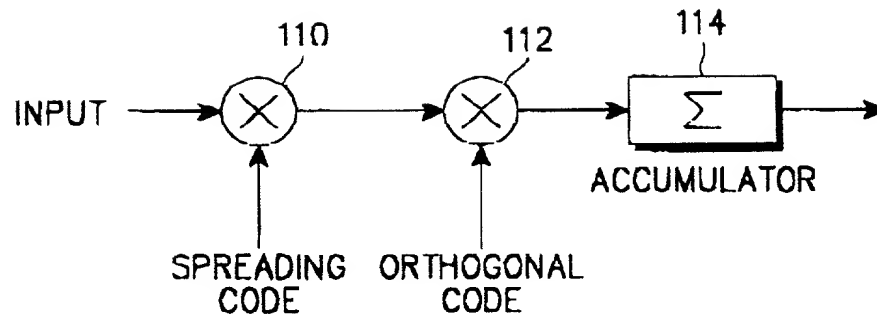 110
112
114
INPUT
Σ
ACCUMULATOR
SPREADING
CODE
ORTHOGONAL
CODE